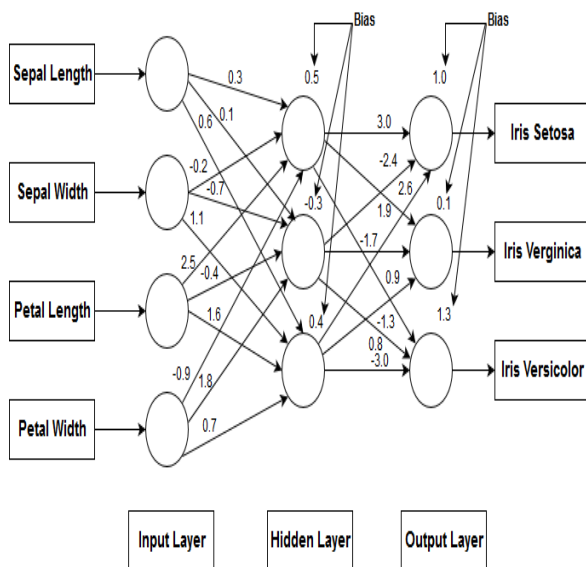 Bias
Bias
Sepal Length
0.3
0.5
1.0
0.1
0.6
3.0
Iris Setosa
-0.2
-2.4
Sepal Width
-0.7
2.6
1.1
-0.3
1.9
0.1
-1.7
Iris Verginica
2.5
-0.4
0.9
Petal Length
1.6
0.4
-1.3
1.3
0.8
-0.9
1.8
-3.0
Iris Versicolor
Petal Width
0.7
Input Layer
Hidden Layer
Output Layer